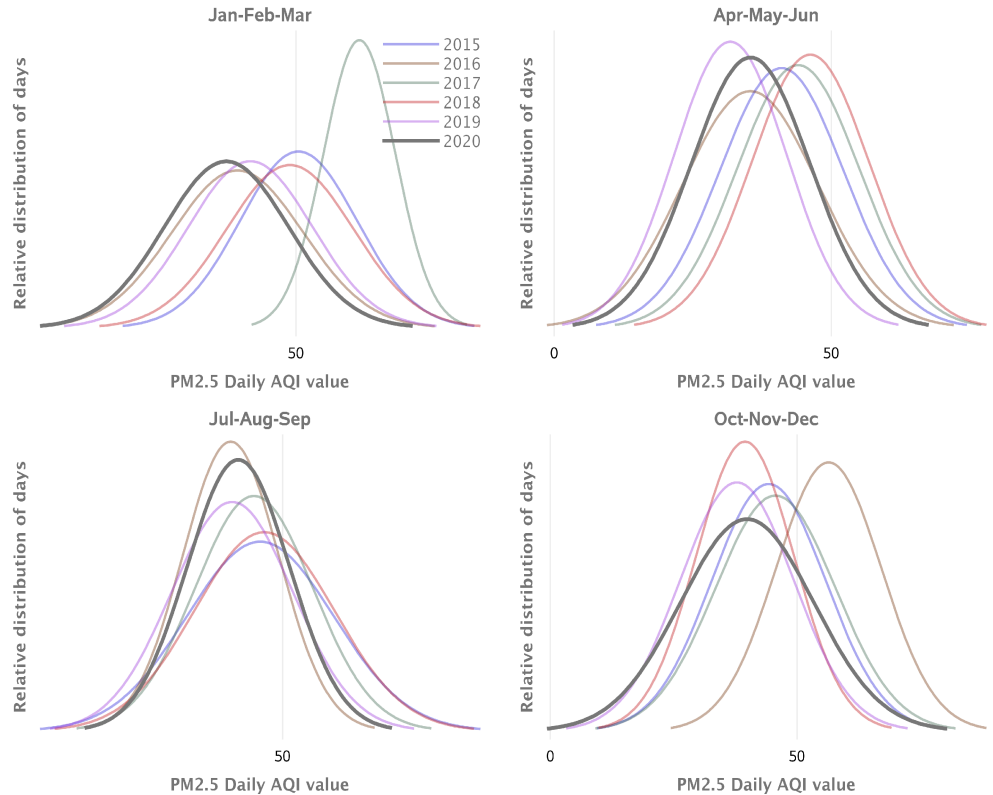 Jan-Feb-Mar
Relative distribution of days
2015
2016
2017
2018
2019
2020
50
PM2.5 Daily AQI value
Apr-May-Jun
Relative distribution of days
0
50
PM2.5 Daily AQI value
Jul-Aug-Sep
Relative distribution of days
50
PM2.5 Daily AQI value
Oct-Nov-Dec
Relative distribution of days
0
50
PM2.5 Daily AQI value